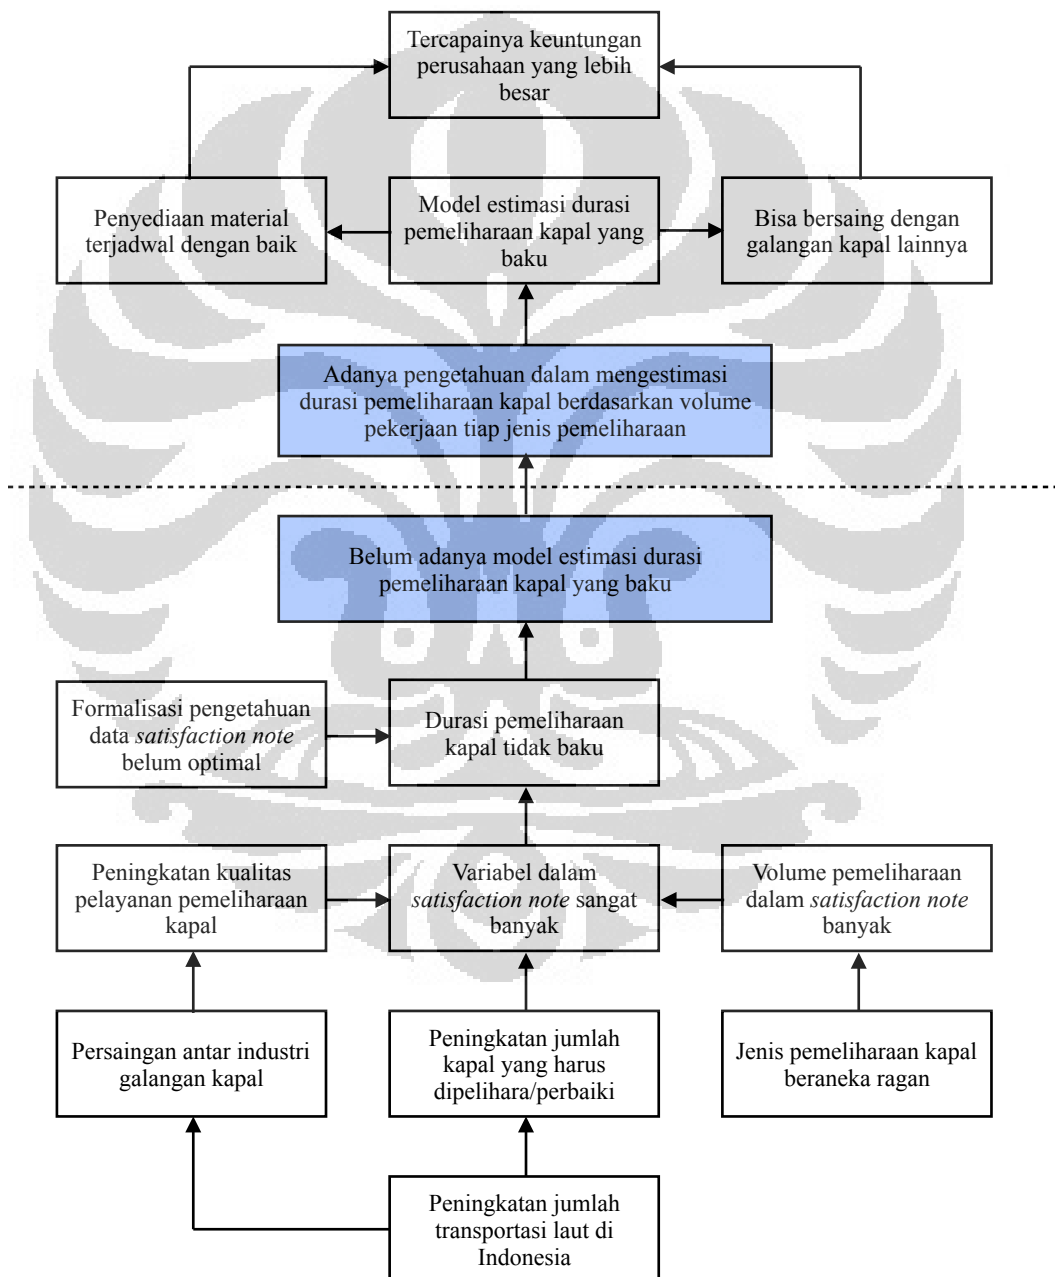 Tercapainya keuntungan
perusahaan yang lebih
besar
Penyediaan material
terjadwal dengan baik
Model estimasi durasi
pemeliharaan kapal yang
baku
Bisa bersaing dengan
galangan kapal lainnya
Adanya pengetahuan dalam mengestimasi
durasi pemeliharaan kapal berdasarkan volume
pekerjaan tiap jenis pemeliharaan
Belum adanya model estimasi durasi
pemeliharaan kapal yang baku
Formalisasi pengetahuan
data satisfaction note
belum optimal
Durasi pemeliharaan
kapal tidak baku
Peningkatan kualitas
pelayanan pemeliharaan
kapal
Variabel dalam
satisfaction note sangat
banyak
Volume pemeliharaan
dalam satisfaction note
banyak
Persaingan antar industri
galangan kapal
Peningkatan jumlah
kapal yang harus
dipelihara/perbaiki
Jenis pemeliharaan kapal
beraneka ragan
Peningkatan jumlah
transportasi laut di
Indonesia